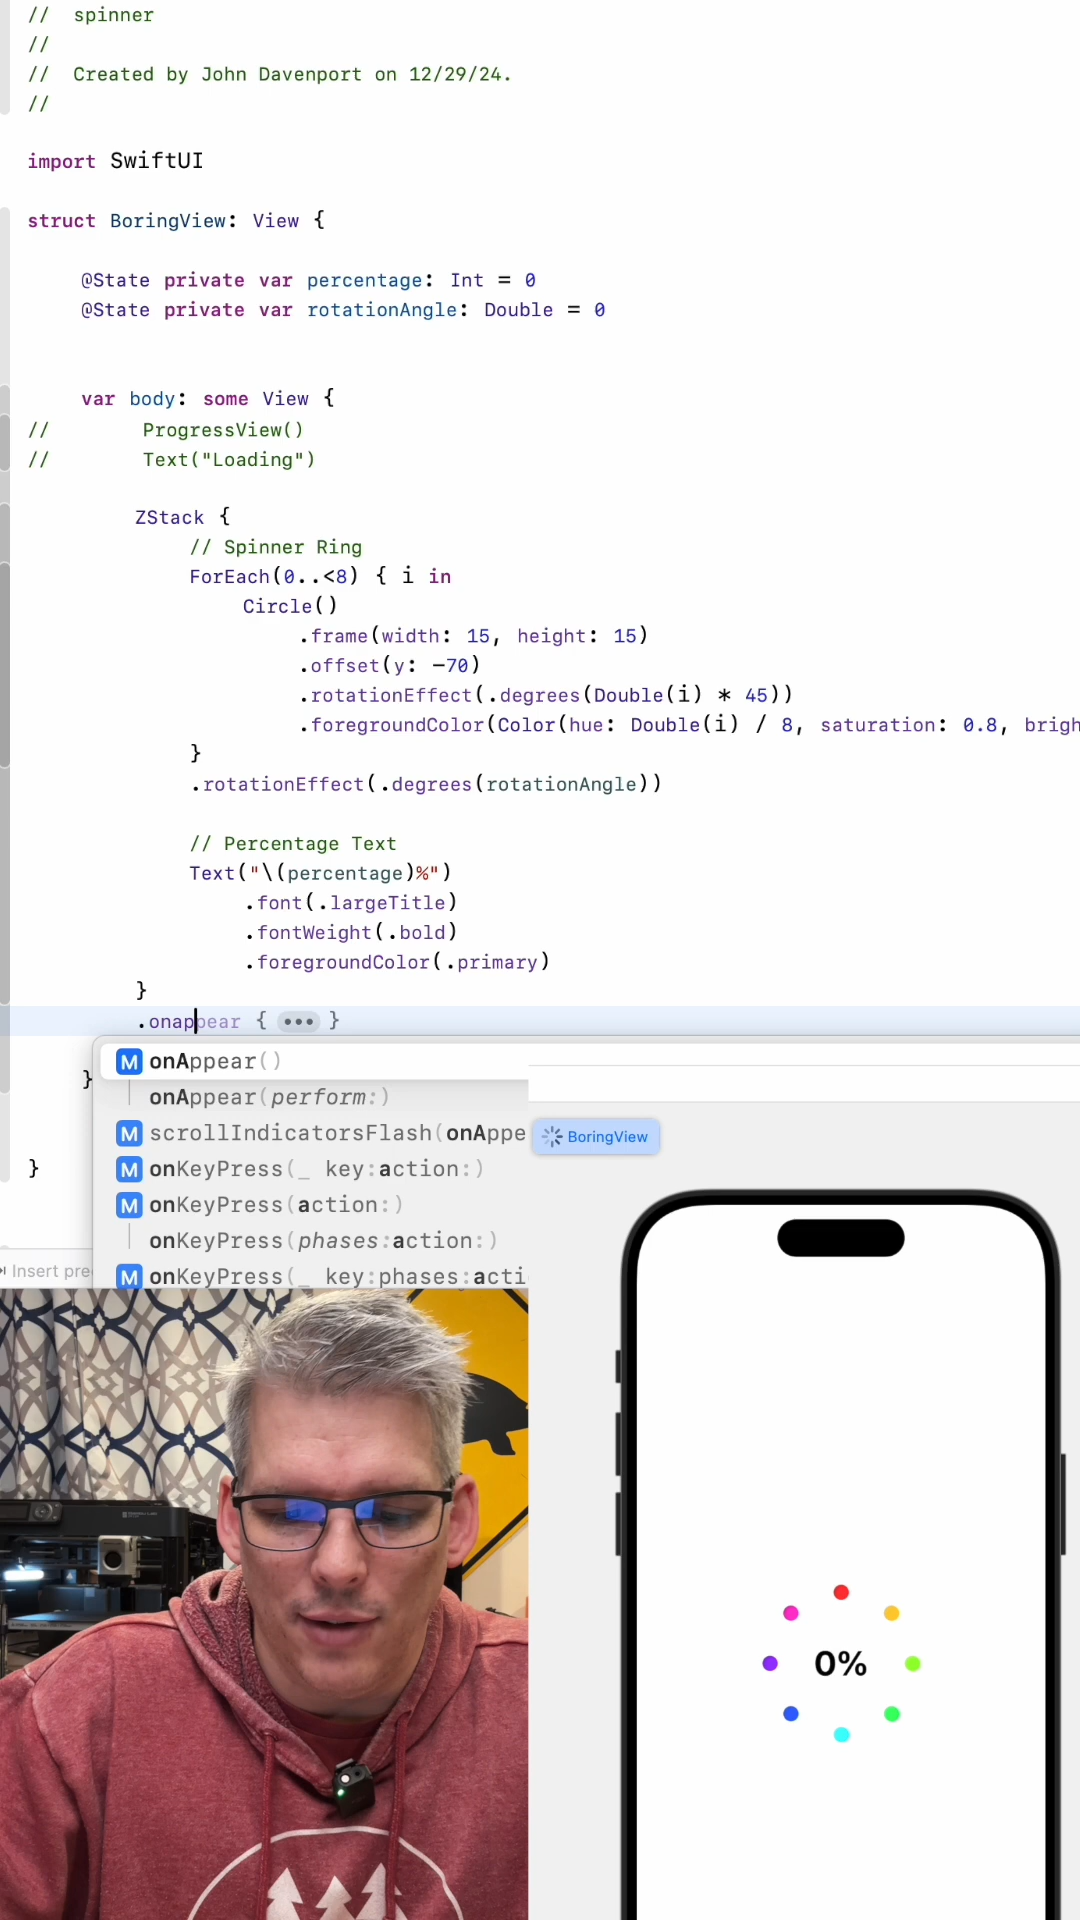 //  spinner
//
//  Created by John Davenport on 12/29/24.
//
import SwiftUI
struct BoringView: View {
@State private var percentage: Int = 0
@State private var rotationAngle: Double = 0
var body: some View {
//        ProgressView()
//        Text("Loading")
ZStack {
// Spinner Ring
ForEach(0..<8) { i in
Circle()
.frame(width: 15, height: 15)
.offset(y: -70)
.rotationEffect(.degrees(Double(i) * 45))
.foregroundColor(Color(hue: Double(i) / 8, saturation: 0.8, brigh
}
.rotationEffect(.degrees(rotationAngle))
// Percentage Text
Text("\(percentage)%")
.font(.largeTitle)
.fontWeight(.bold)
.foregroundColor(.primary)
}
.onappear { ••• }
M onAppear()
}
onAppear(perform:)
M scrollIndicatorsFlash(onAppe
BoringView
M onKeyPress(_ key:action:)
}
M onKeyPress(action:)
onKeyPress(phases:action:)
Insert pre
M onKeyPress(_ key:phases:acti
0%